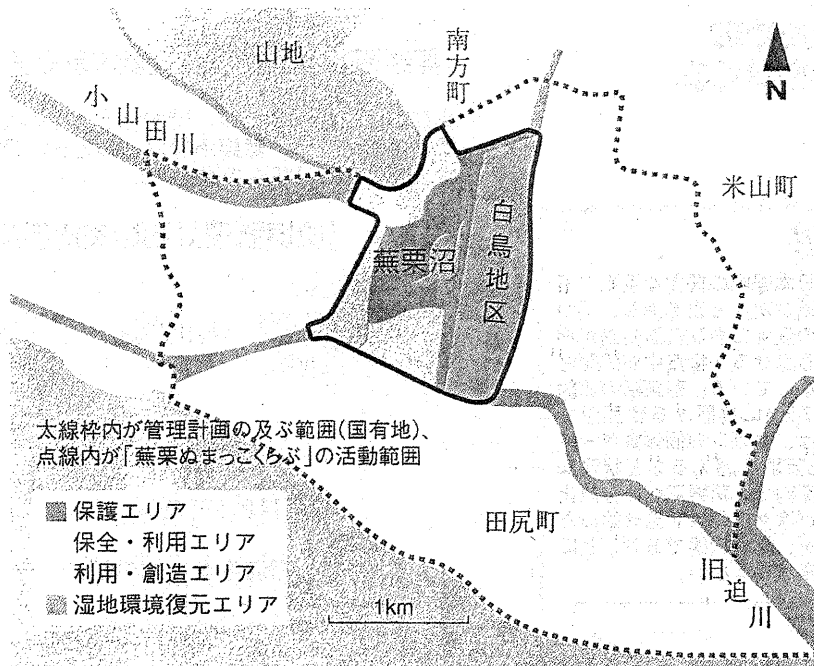 山地
南方町
N
小山田川
米山町
白鳥地区
蕪栗沼
太線枠内が管理計画の及ぶ範囲(国有地)、
点線内が「蕪栗ぬまっこくらぶ」の活動範囲
保護エリア
保全・利用エリア
利用・創造エリア
湿地環境復元エリア
田尻町
1km
旧迫川